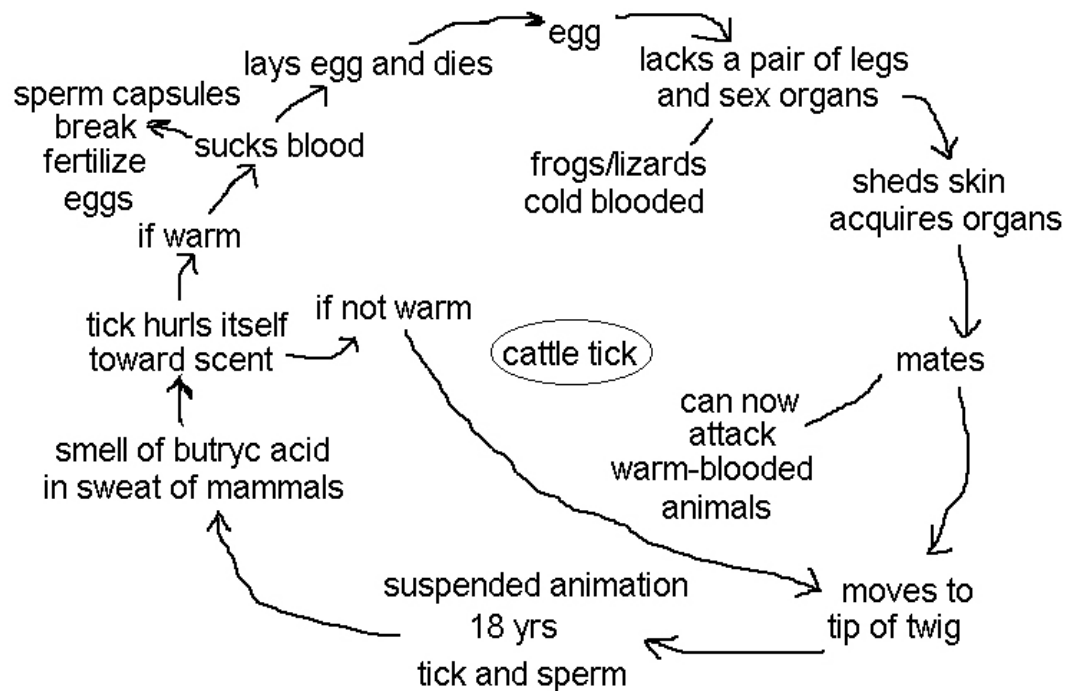 egg
lacks a pair of legs
and sex organs
frogs/lizards
cold blooded
sheds skin
acquires organs
mates
can now
attack
warm-blooded
animals
moves to
tip of twig
suspended animation
18 yrs
tick and sperm
smell of butryc acid
in sweat of mammals
tick hurls itself
toward scent
if not warm
if warm
sucks blood
sperm capsules
break
fertilize
eggs
lays egg and dies
cattle tick